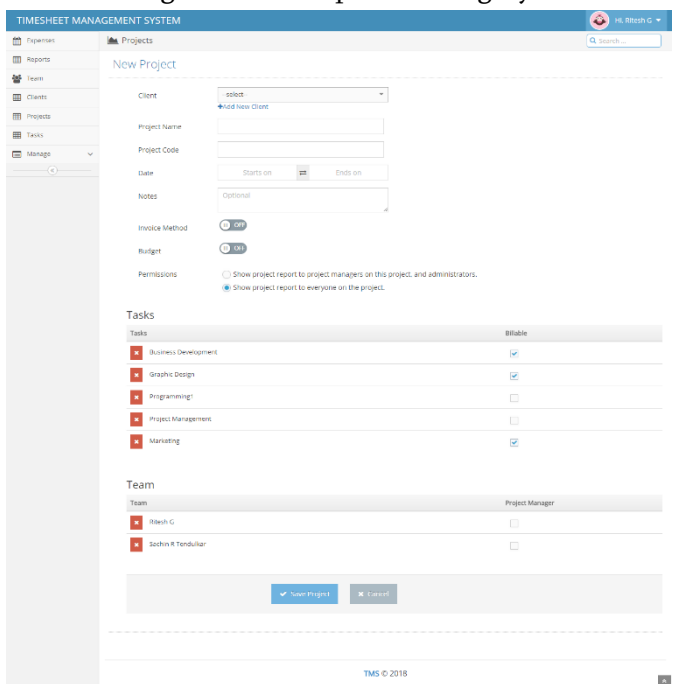 TIMESHEET MANAGEMENT SYSTEM
Hi, Ritesh G
Expenses
Reports
Team
Clients
Projects
Tasks
Manage
Projects
Search ...
New Project
Client
--select--
+Add New Client
Project Name
Project Code
Date
Starts on
Ends on
Notes
Optional
Invoice Method
OFF
Budget
OFF
Permissions
Show project report to project managers on this project, and administrators.
Show project report to everyone on the project.
Tasks
Tasks Billable
Business Development
Graphic Design
Programming1
Project Management
Marketing
Team
Team Project Manager
Ritesh G
Sachin R Tendulkar
Save Project
Cancel
TMS © 2018